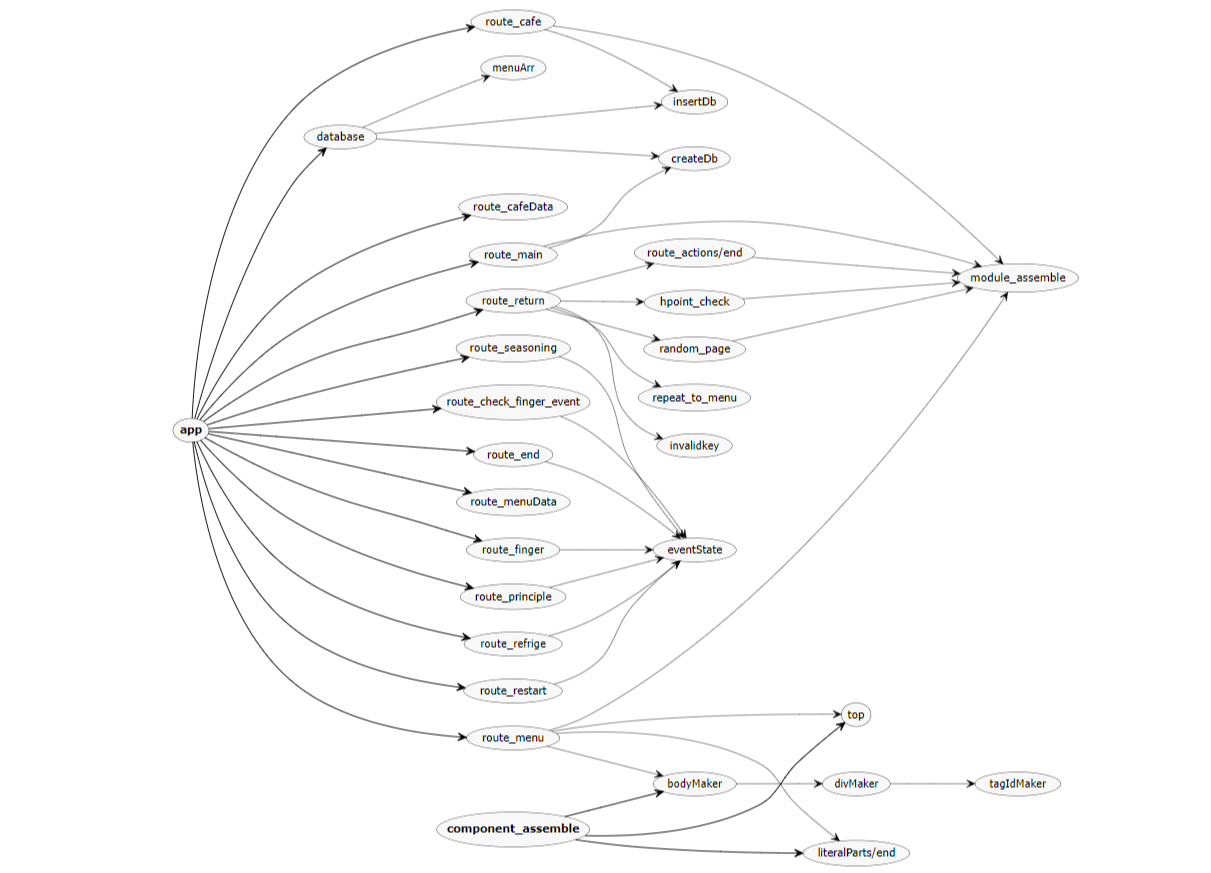 route_cafe
menuArr
insertDb
database
createDb
route_cafeData
route_main
route_actions/end
module_assemble
route_return
hpoint_check
route_seasoning
random_page
route_check_finger_event
repeat_to_menu
app
invalidkey
route_end
route_menuData
route_finger
eventState
route_principle
route_refrige
route_restart
top
route_menu
bodyMaker
divMaker
tagIdMaker
component_assemble
literalParts/end